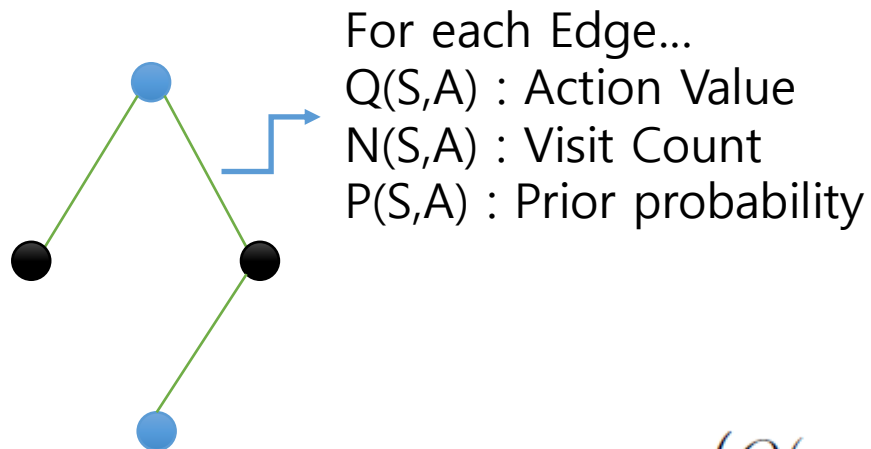 For each Edge...
Q(S,A) : Action Value
N(S,A) : Visit Count
P(S,A) : Prior probability